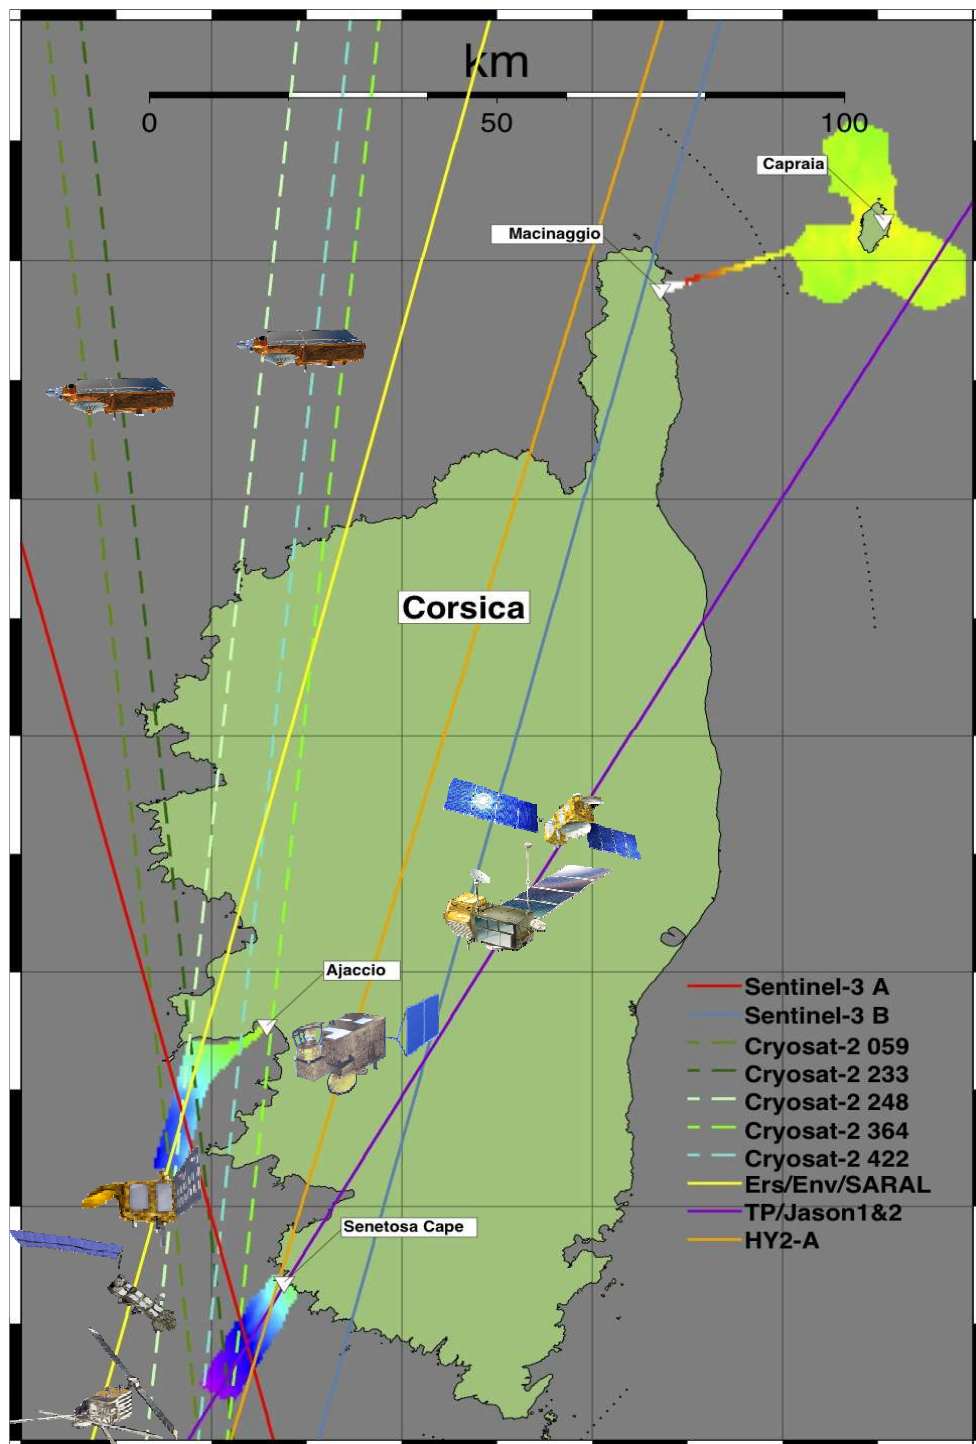 km
0 50 100
Capraia
Macinaggio
Corsica
Ajaccio
Senetosa Cape
Sentinel-3 A
Sentinel-3 B
Cryosat-2 059
Cryosat-2 233
Cryosat-2 248
Cryosat-2 364
Cryosat-2 422
Ers/Env/SARAL
TP/Jason1&2
HY2-A